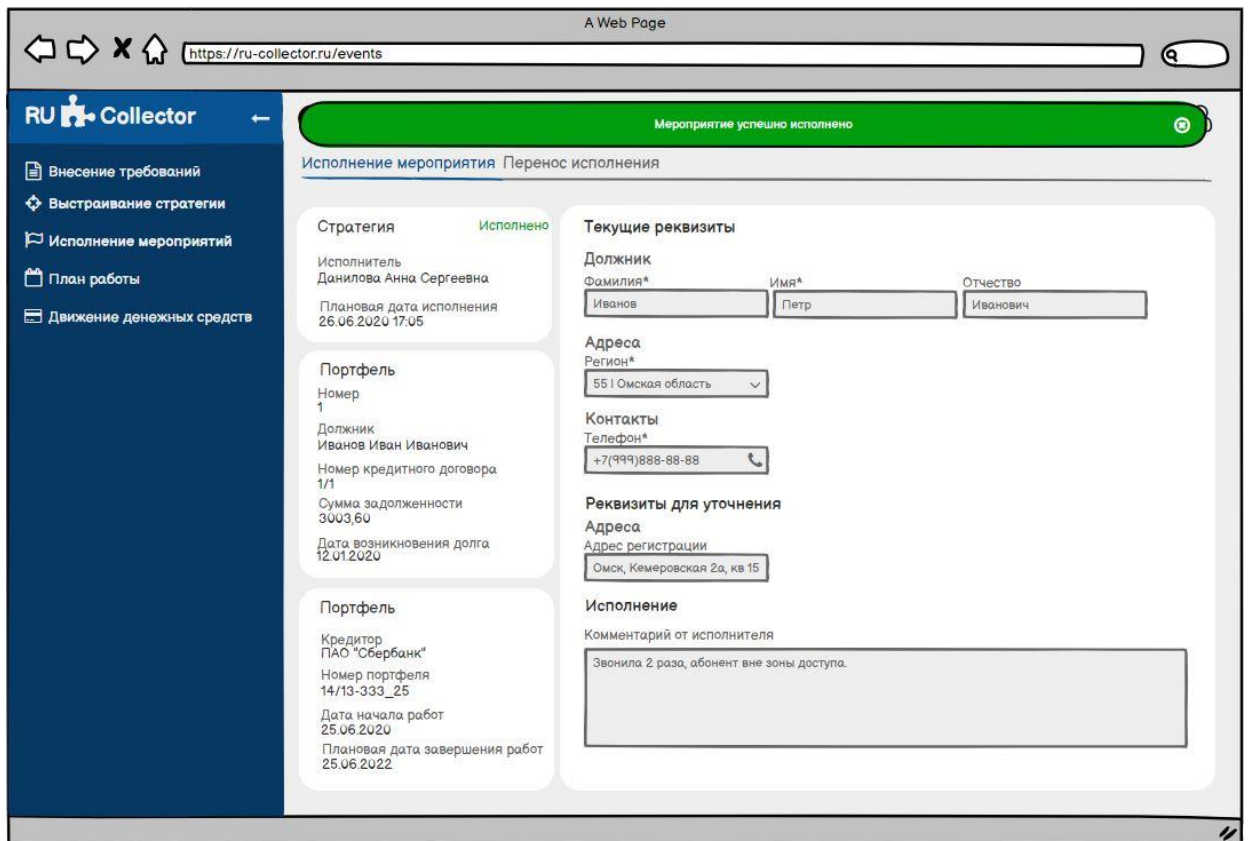 A Web Page
https://ru-collector.ru/events
RU Collector
Мероприятие успешно исполнено
Внесение требований
Выстраивание стратегии
Исполнение мероприятий
План работы
Движение денежных средств
Исполнение мероприятия Перенос исполнения
Стратегия Исполнено
Исполнитель
Данилова Анна Сергеевна
Плановая дата исполнения
26.06.2020 17:05
Портфель
Номер
1
Должник
Иванов Иван Иванович
Номер кредитного договора
1/1
Сумма задолженности
3003,60
Дата возникновения долга
12.01.2020
Портфель
Кредитор
ПАО "Сбербанк"
Номер портфеля
14/13-333_25
Дата начала работ
25.06.2020
Плановая дата завершения работ
25.06.2022
Текущие реквизиты
Должник
Фамилия* Имя* Отчество
Иванов Петр Иванович
Адреса
Регион*
55 | Омская область
Контакты
Телефон*
+7(999)888-88-88
Реквизиты для уточнения
Адреса
Адрес регистрации
Омск, Кемеровская 2а, кв 15
Исполнение
Комментарий от исполнителя
Звонила 2 раза, абонент вне зоны доступа.